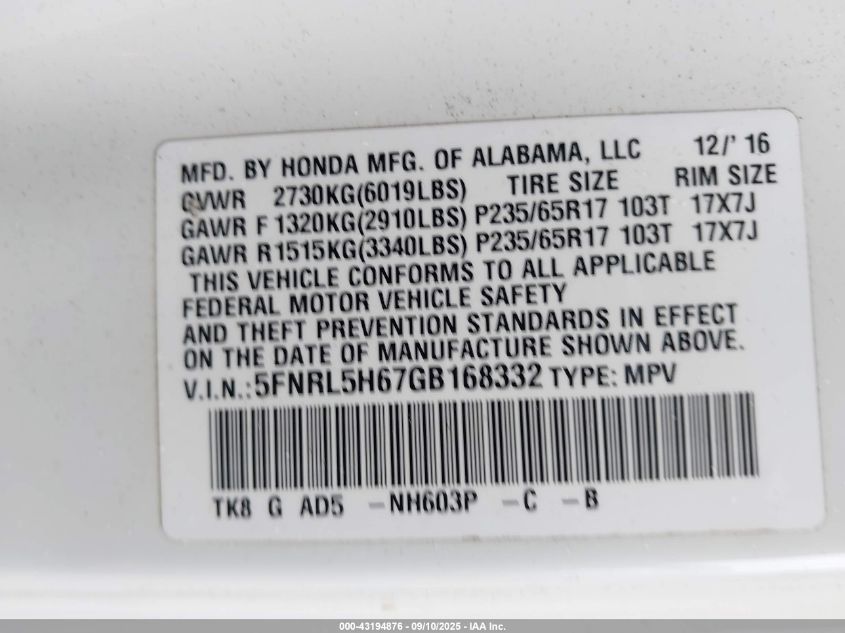 MFD. BY HONDA MFG. OF ALABAMA, LLC 12/' 16
GVWR 2730KG(6019LBS) TIRE SIZE RIM SIZE
GAWR F 1320KG(2910LBS) P235/65R17 103T 17X7J
GAWR R1515KG(3340LBS) P235/65R17 103T 17X7J
THIS VEHICLE CONFORMS TO ALL APPLICABLE
FEDERAL MOTOR VEHICLE SAFETY
AND THEFT PREVENTION STANDARDS IN EFFECT
ON THE DATE OF MANUFACTURE SHOWN ABOVE.
V.I.N.:5FNRL5H67GB168332 TYPE: MPV
TK8 G AD5 -NH603P -C -B
000-43194876 - 09/10/2025 - IAA Inc.